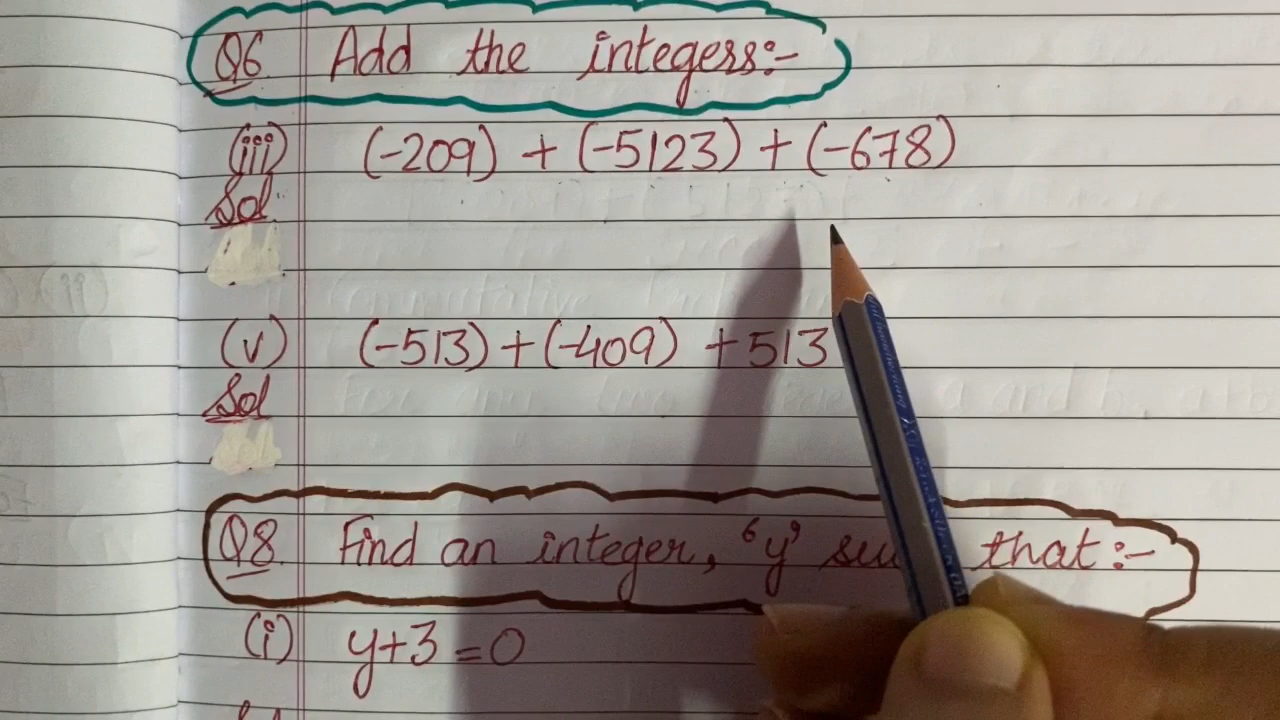 Q6 Add the integers:-
(iii) (-209) + (-5123) + (-678)
Sol
(v) (-513) + (-409) + 513
Sol
Q8 Find an integer, 'y' that:-
(i) y+3=0